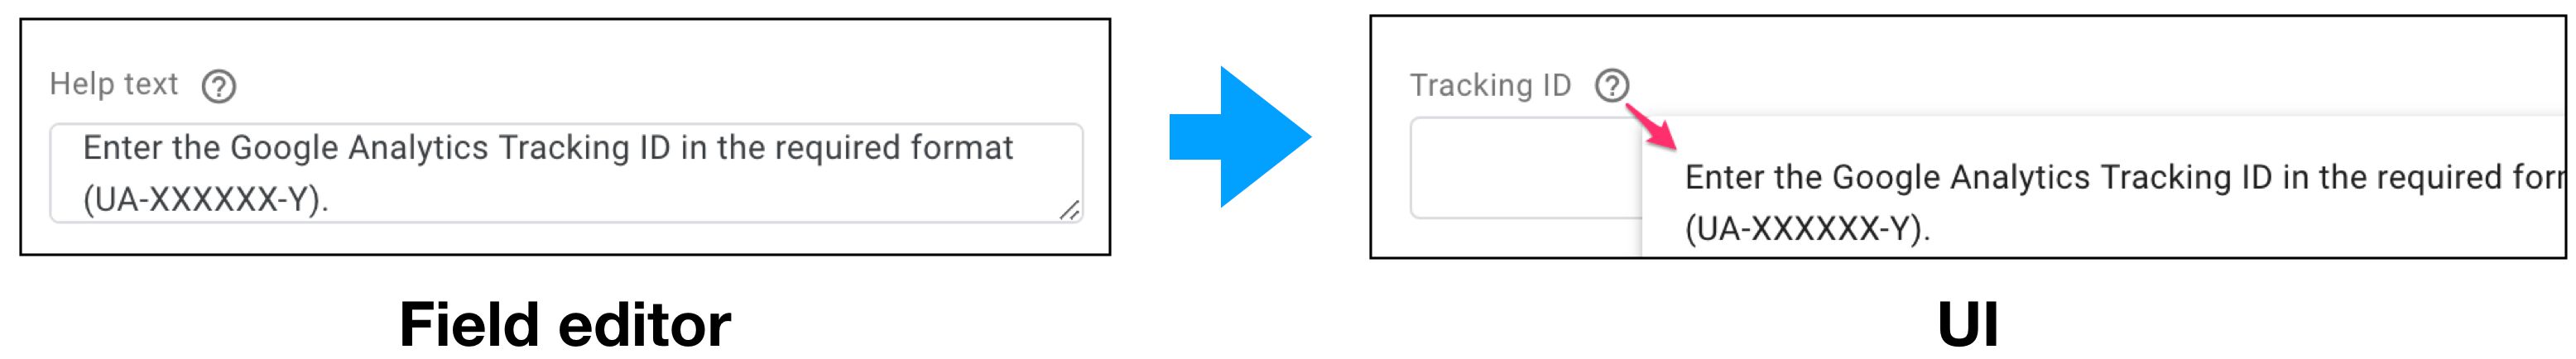 Help text
Enter the Google Analytics Tracking ID in the required format
(UA-XXXXXX-Y).
Field editor
Tracking ID
Enter the Google Analytics Tracking ID in the required for
(UA-XXXXXX-Y).
UI